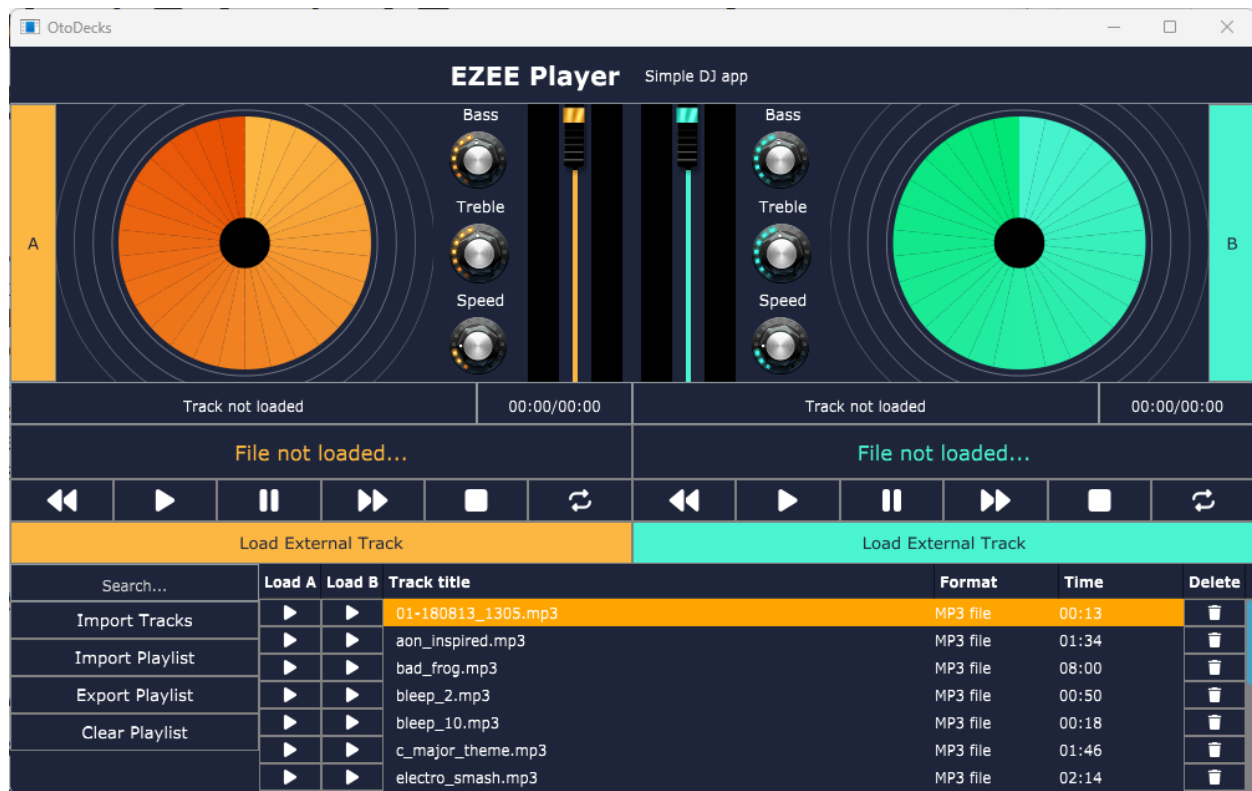 OtoDecks
EZEE Player Simple DJ app
Bass Bass
Treble Treble
A B
Speed Speed
Track not loaded 00:00/00:00 Track not loaded 00:00/00:00
File not loaded... File not loaded...
Load External Track Load External Track
Search... Load A Load B Track title Format Time Delete
Import Tracks 01-180813_1305.mp3 MP3 file 00:13
aon_inspired.mp3 MP3 file 01:34
Import Playlist bad_frog.mp3 MP3 file 08:00
Export Playlist bleep_2.mp3 MP3 file 00:50
Clear Playlist bleep_10.mp3 MP3 file 00:18
c_major_theme.mp3 MP3 file 01:46
electro_smash.mp3 MP3 file 02:14